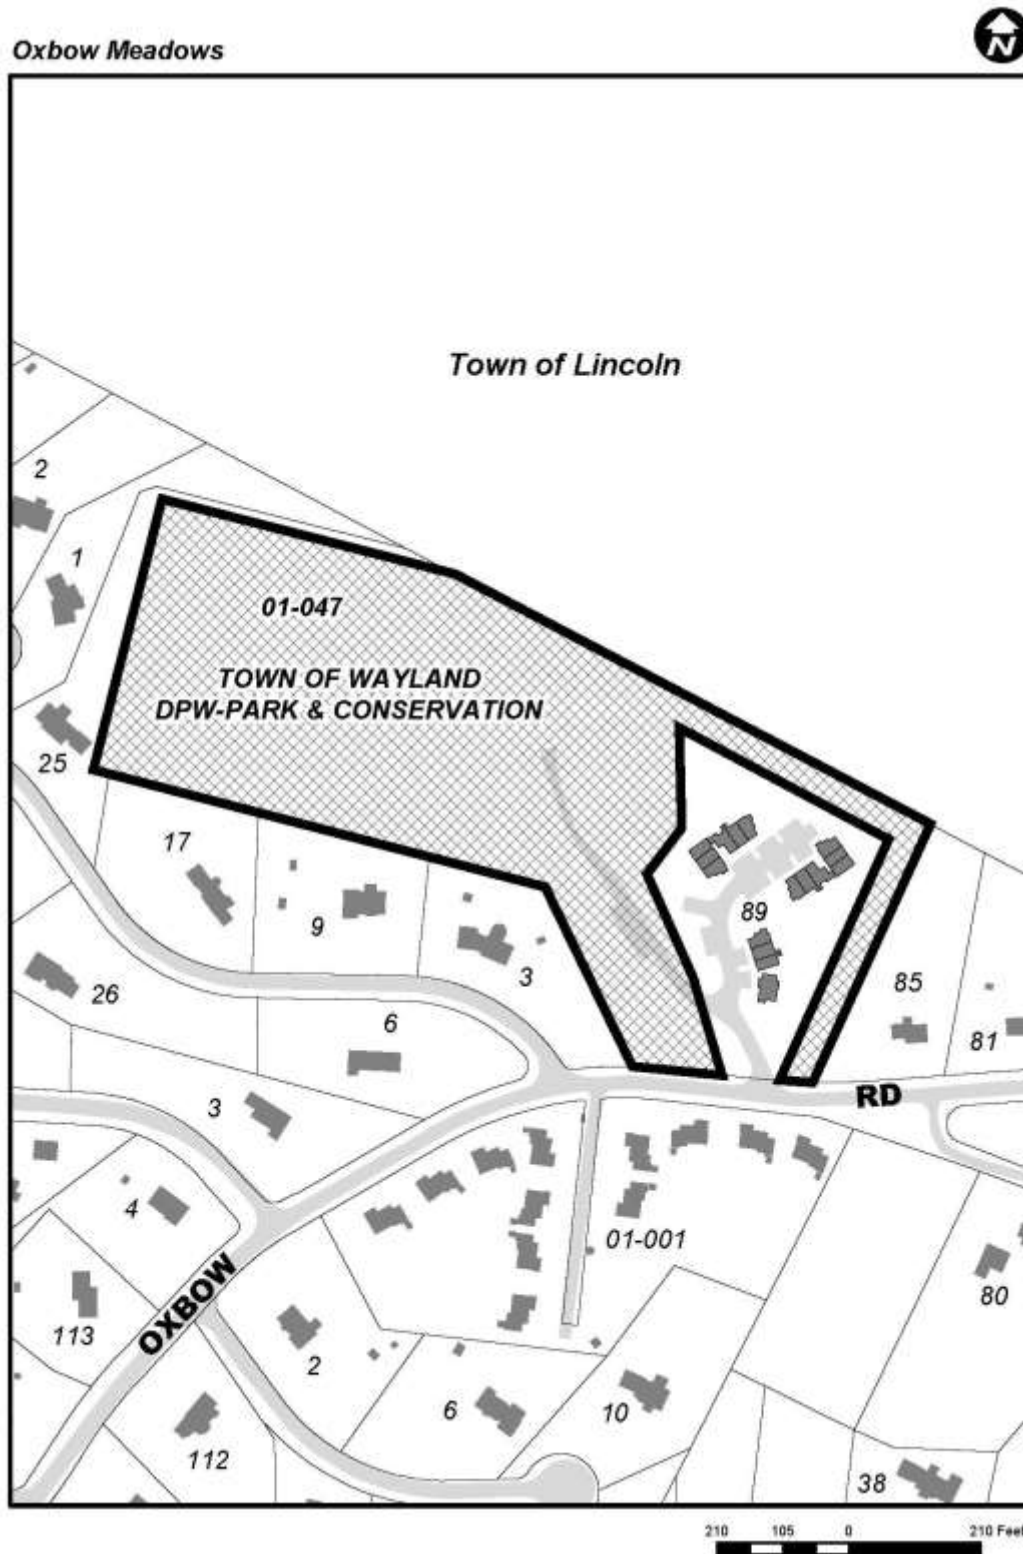 N
Oxbow Meadows
Town of Lincoln
2
1
01-047
TOWN OF WAYLAND
DPW-PARK & CONSERVATION
25
17
9
3
89
26
6
85
81
3
RD
4
01-001
OXBOW
80
113
2
6
10
112
38
210 105 0 210 Feet